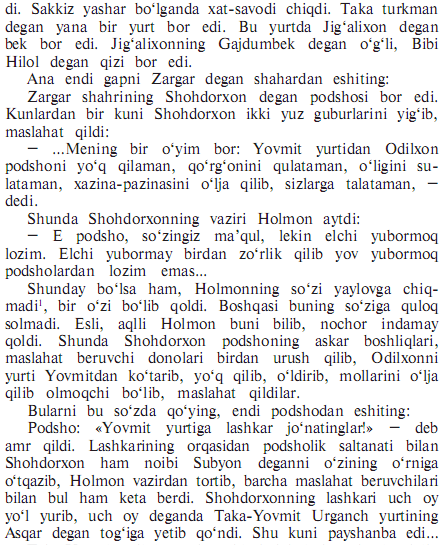 di. Sakkiz yashar bo‘lganda xat-savodi chiqdi. Taka turkman
degan yana bir yurt bor edi. Bu yurtda Jig‘alixon degan
bek bor edi. Jig‘alixonning Gajdumbek degan o‘g‘li, Bibi
Hilol degan qizi bor edi.
Ana endi gapni Zargar degan shahardan eshiting:
Zargar shahrining Shohdorxon degan podshosi bor edi.
Kunlardan bir kuni Shohdorxon ikki yuz guburlarini yig‘ib,
maslahat qildi:
– ...Mening bir o‘yim bor: Yovmit yurtidan Odilxon
podshoni yo‘q qilaman, qo‘rg‘onini qulataman, o‘ligini su-
lataman, xazina-pazinasini o‘lja qilib, sizlarga talataman, –
dedi.
Shunda Shohdorxonning vaziri Holmon aytdi:
– E podsho, so‘zingiz ma’qul, lekin elchi yubormoq
lozim. Elchi yubormay birdan zo‘rlik qilib yov yubormoq
podsholardan lozim emas...
Shunday bo‘lsa ham, Holmonning so‘zi yaylovga chiq-
madi¹, bir o‘zi bo‘lib qoldi. Boshqasi buning so‘ziga quloq
solmadi. Esli, aqlli Holmon buni bilib, nochor indamay
qoldi. Shunda Shohdorxon podshoning askar boshliqlari,
maslahat beruvchi donolari birdan urush qilib, Odilxonni
yurti Yovmitdan ko‘tarib, yo‘q qilib, o‘ldirib, mollarini o‘lja
qilib olmoqchi bo‘lib, maslahat qildilar.
Bularni bu so‘zda qo‘ying, endi podshodan eshiting:
Podsho: «Yovmit yurtiga lashkar jo‘natinglar!» – deb
amr qildi. Lashkarining orqasidan podsholik saltanati bilan
Shohdorxon ham noibi Subyon deganni o‘zining o‘rniga
o‘tqazib, Holmon vazirdan tortib, barcha maslahat beruvchilari
bilan bul ham keta berdi. Shohdorxonning lashkari uch oy
yo‘l yurib, uch oy deganda Taka-Yovmit Urganch yurtining
Asqar degan tog‘iga yetib qo‘ndi. Shu kuni payshanba edi...